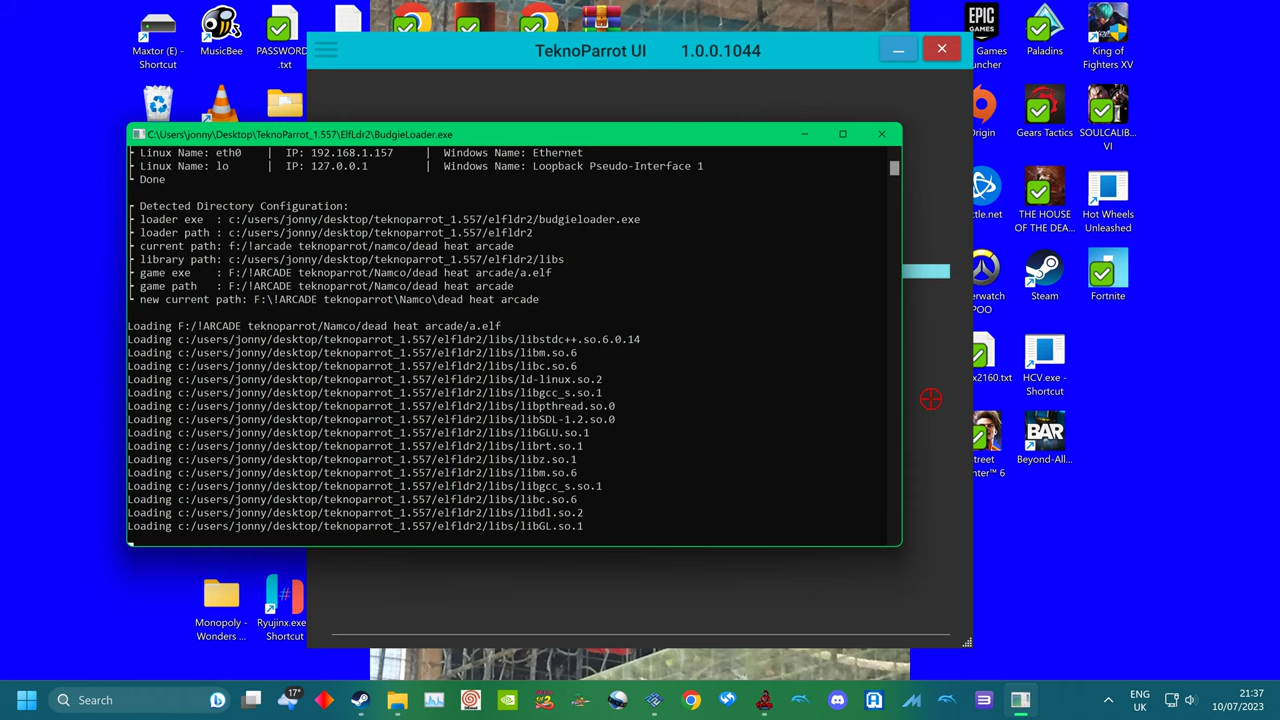 Maxtor (E) -
Shortcut
MusicBee
PASSWORD
.txt
TeknoParrot UI 1.0.0.1044
EPIC
GAMES
Games
uncher
Paladins
King of
Fighters XV
Origin
Gears Tactics
SOULCALIB...
VI
C:\Users\jonny\Desktop\TeknoParrot_1.557\ElfLdr2\BudgieLoader.exe
Linux Name: eth0 | IP: 192.168.1.157 | Windows Name: Ethernet
Linux Name: lo | IP: 127.0.0.1 | Windows Name: Loopback Pseudo-Interface 1
Done
Detected Directory Configuration:
loader exe : c:/users/jonny/desktop/teknoparrot_1.557/elfldr2/budgieloader.exe
loader path : c:/users/jonny/desktop/teknoparrot_1.557/elfldr2
current path: f:/!arcade teknoparrot/namco/dead heat arcade
library path: c:/users/jonny/desktop/teknoparrot_1.557/elfldr2/libs
game exe : F:/!ARCADE teknoparrot/Namco/dead heat arcade/a.elf
game path : F:/!ARCADE teknoparrot/Namco/dead heat arcade
new current path: F:\!ARCADE teknoparrot\Namco\dead heat arcade
Loading F:/!ARCADE teknoparrot/Namco/dead heat arcade/a.elf
Loading c:/users/jonny/desktop/teknoparrot_1.557/elfldr2/libs/libstdc++.so.6.0.14
Loading c:/users/jonny/desktop/teknoparrot_1.557/elfldr2/libs/libm.so.6
Loading c:/users/jonny/desktop/teknoparrot_1.557/elfldr2/libs/libc.so.6
Loading c:/users/jonny/desktop/teknoparrot_1.557/elfldr2/libs/ld-linux.so.2
Loading c:/users/jonny/desktop/teknoparrot_1.557/elfldr2/libs/libgcc_s.so.1
Loading c:/users/jonny/desktop/teknoparrot_1.557/elfldr2/libs/libpthread.so.0
Loading c:/users/jonny/desktop/teknoparrot_1.557/elfldr2/libs/libSDL-1.2.so.0
Loading c:/users/jonny/desktop/teknoparrot_1.557/elfldr2/libs/libGLU.so.1
Loading c:/users/jonny/desktop/teknoparrot_1.557/elfldr2/libs/librt.so.1
Loading c:/users/jonny/desktop/teknoparrot_1.557/elfldr2/libs/libz.so.1
Loading c:/users/jonny/desktop/teknoparrot_1.557/elfldr2/libs/libm.so.6
Loading c:/users/jonny/desktop/teknoparrot_1.557/elfldr2/libs/libgcc_s.so.1
Loading c:/users/jonny/desktop/teknoparrot_1.557/elfldr2/libs/libc.so.6
Loading c:/users/jonny/desktop/teknoparrot_1.557/elfldr2/libs/libdl.so.2
Loading c:/users/jonny/desktop/teknoparrot_1.557/elfldr2/libs/libGL.so.1
ttle.net
THE HOUSE
OF THE DEA...
Hot Wheels
Unleashed
erwatch
POO
Steam
Fortnite
x2160.txt
HCV.exe -
Shortcut
BAR
treet
nter™ 6
Beyond-All...
Monopoly -
Wonders ...
Ryujinx.exe
Shortcut
Search
17°
ENG
UK
21:37
10/07/2023